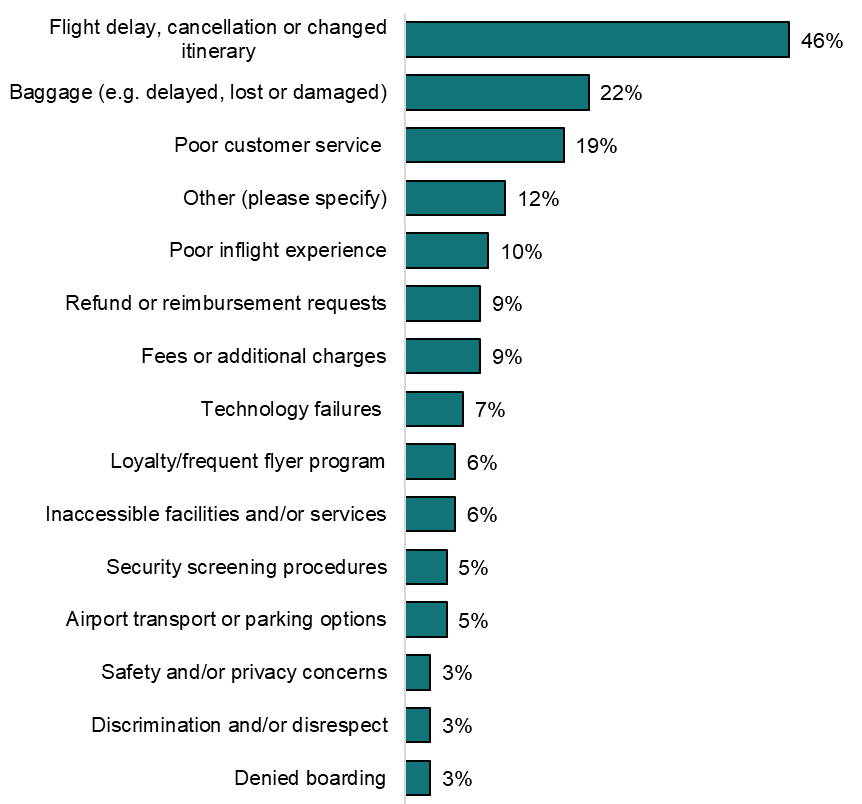 Flight delay, cancellation or changed
itinerary
46%
Baggage (e.g. delayed, lost or damaged)
22%
Poor customer service
19%
Other (please specify)
12%
Poor inflight experience
10%
Refund or reimbursement requests
9%
Fees or additional charges
9%
Technology failures
7%
Loyalty/frequent flyer program
6%
Inaccessible facilities and/or services
6%
Security screening procedures
5%
Airport transport or parking options
5%
Safety and/or privacy concerns
3%
Discrimination and/or disrespect
3%
Denied boarding
3%